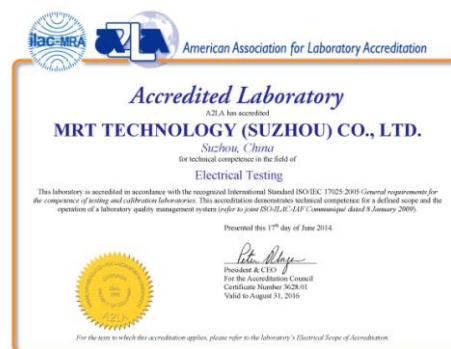 ilac-MRA
A2LA
American Association for Laboratory Accreditation
Accredited Laboratory
A2LA has accredited
MRT TECHNOLOGY (SUZHOU) CO., LTD.
Suzhou, China
for technical competence in the field of
Electrical Testing
This laboratory is accredited in accordance with the recognized International Standard ISO/IEC 17025:2005 General requirements for
the competence of testing and calibration laboratories. This accreditation demonstrates technical competence for a defined scope and the
operation of a laboratory quality management system (refer to joint ISO-ILAC-IAF Communiqué dated 8 January 2009).
Presented this 17th day of June 2014.
President & CEO
For the Accreditation Council
Certificate Number 3628.01
Valid to August 31, 2016
A2LA
For the tests to which this accreditation applies, please refer to the laboratory's Electrical Scope of Accreditation.